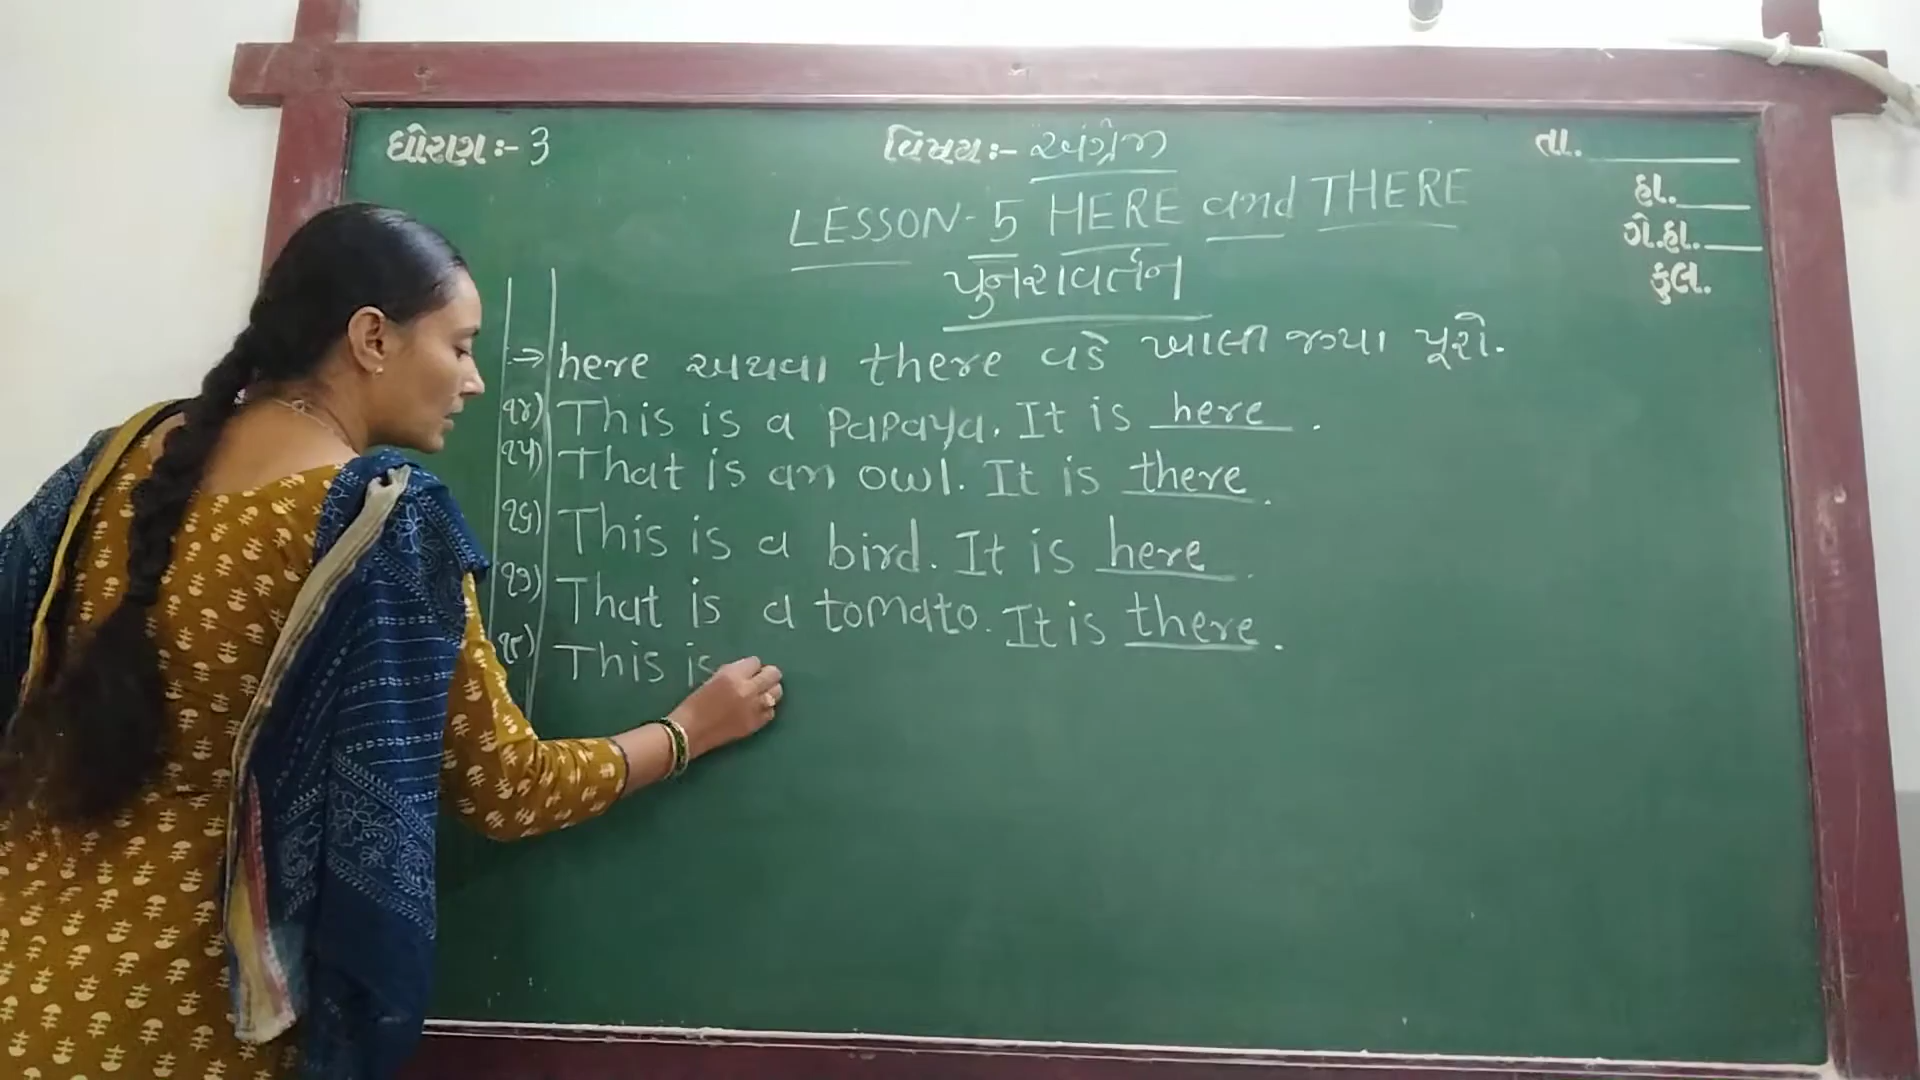 ધોરણ:- 3
વિષય:- અંગ્રેજી
તા.
હા.
ગે.હા.
કુલ.
LESSON-5 HERE and THERE
પુનરાવર્તન
→ here અથવા there વડે ખાલી જગ્યા પૂરો.
૧૪) This is a papaya. It is here.
૧૫) That is an owl. It is there.
૧૬) This is a bird. It is here.
૧૭) That is a tomato. It is there.
૧૮) This is